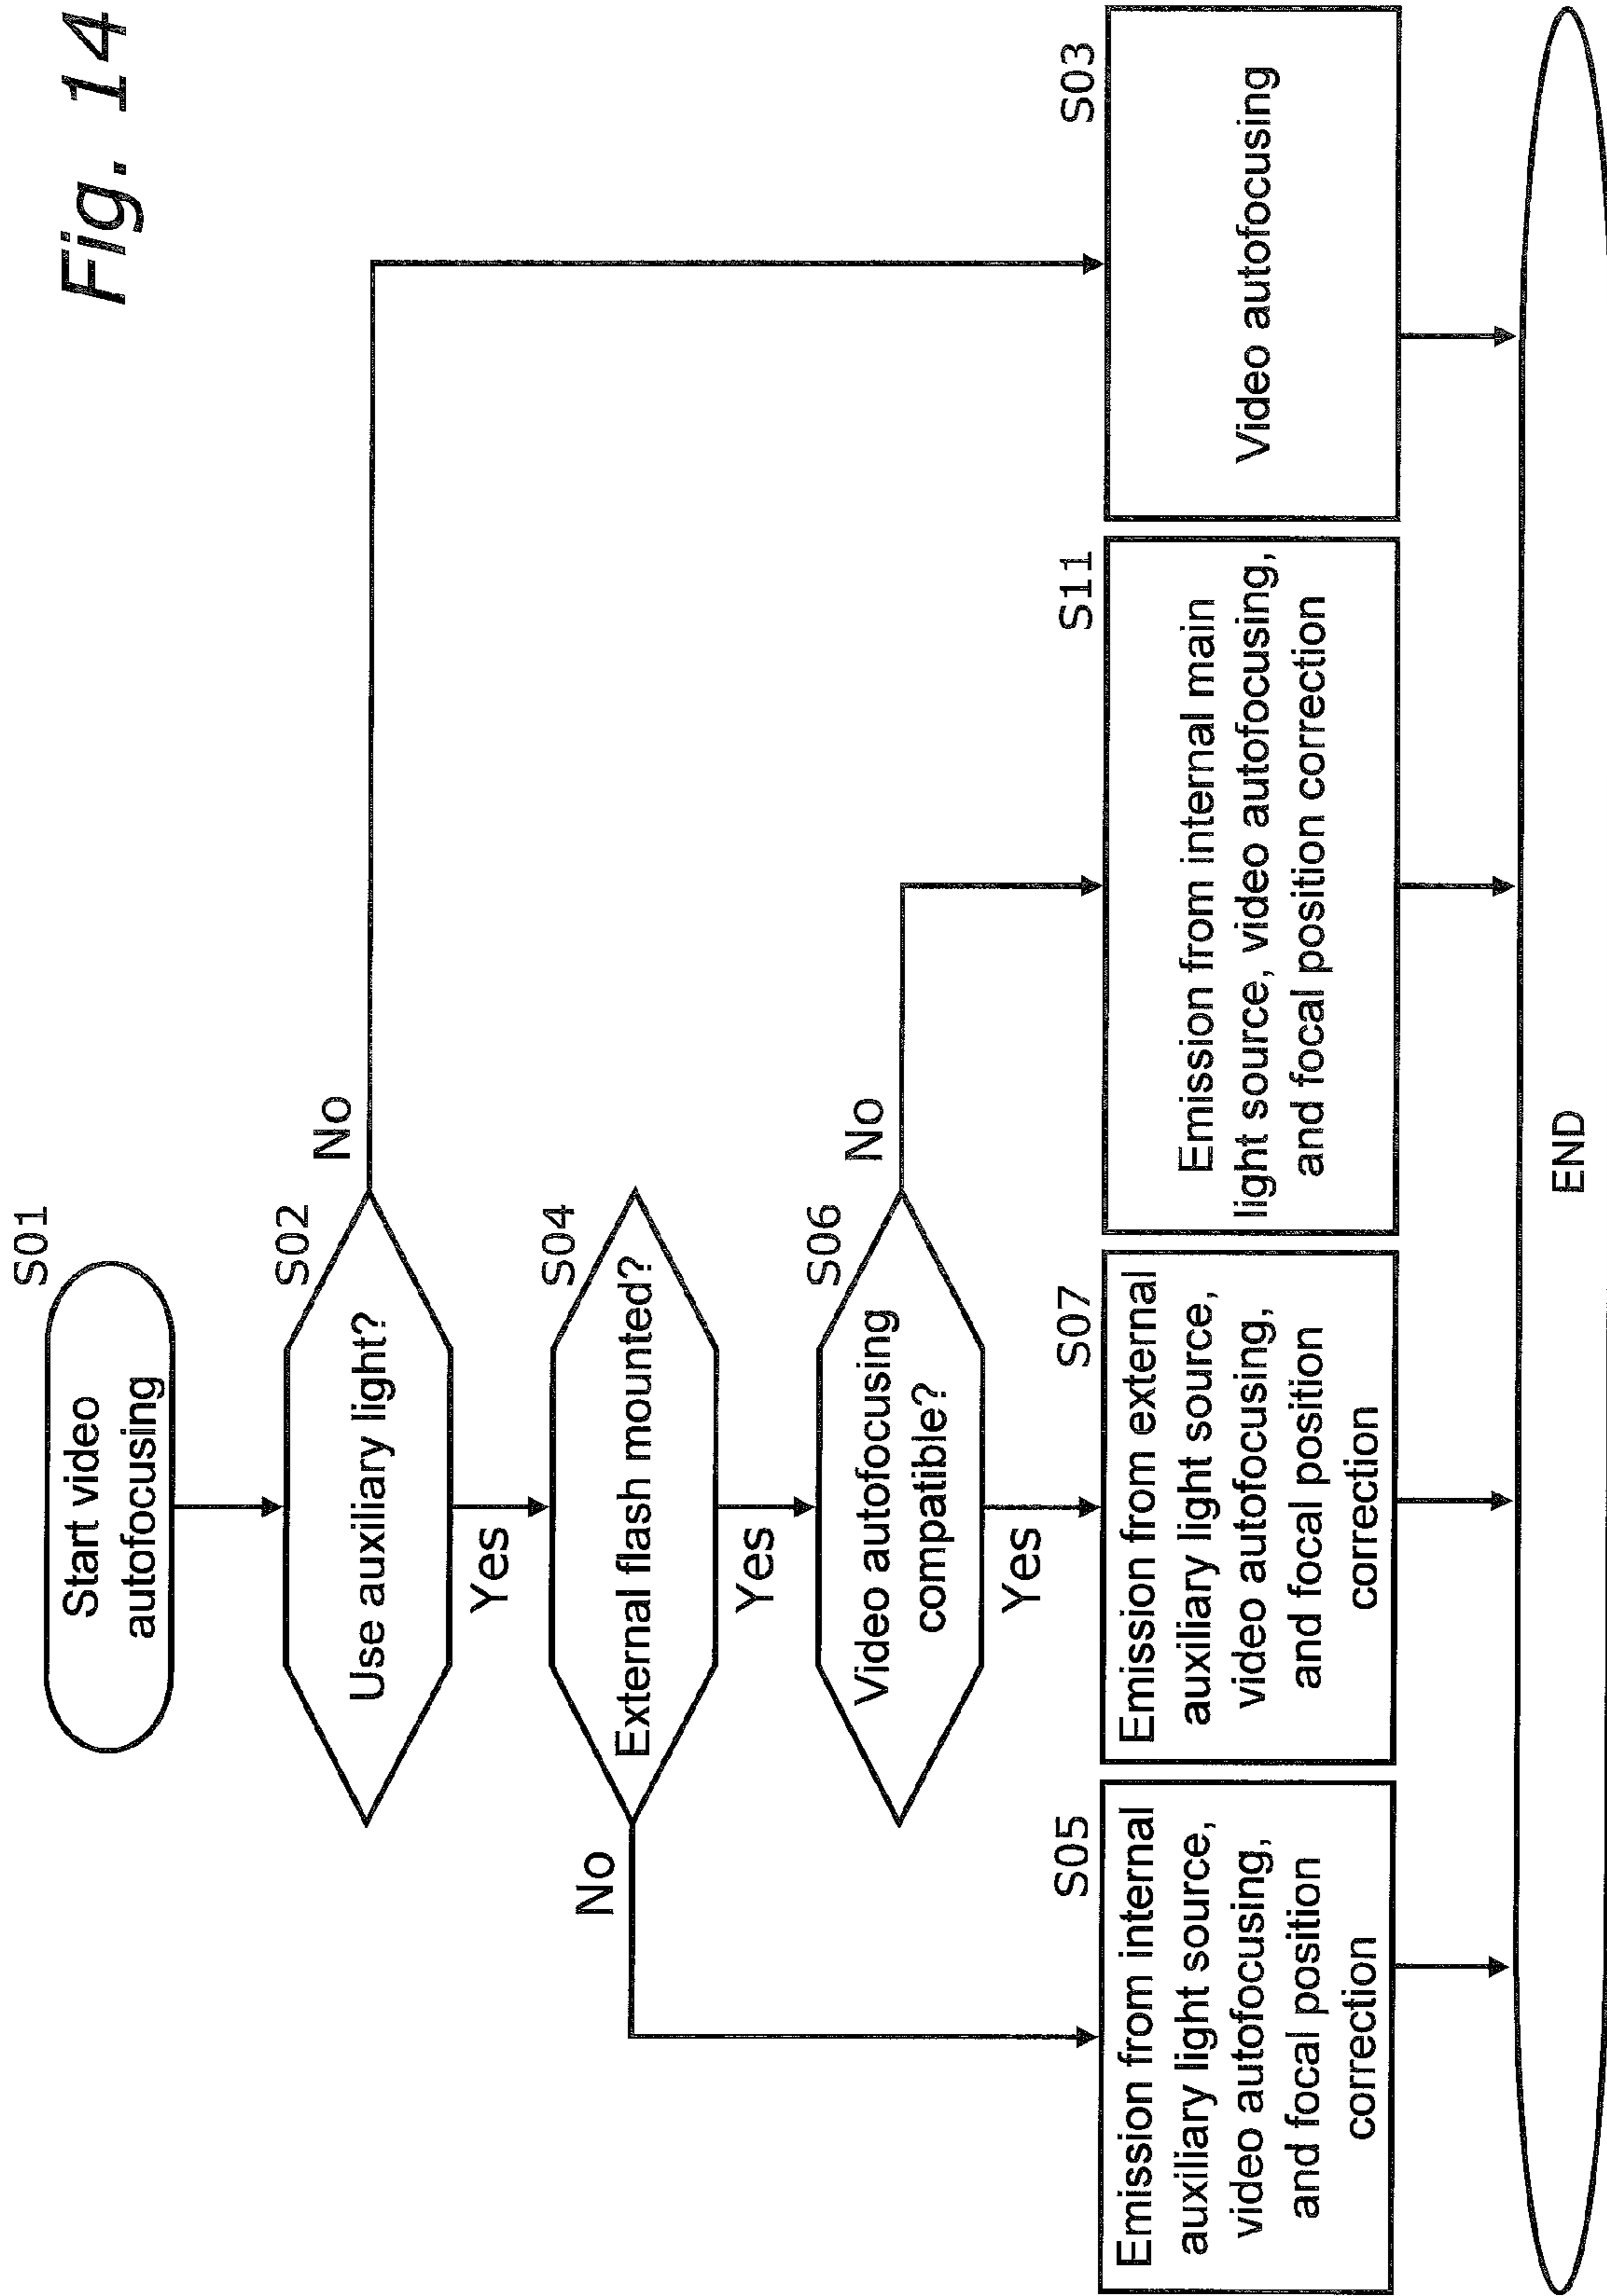 Fig. 14
S01
Start video
autofocusing
S02
Use auxiliary light?
No
Yes
S04
External flash mounted?
No
Yes
S06
Video autofocusing
compatible?
No
Yes
S05
Emission from internal
auxiliary light source,
video autofocusing,
and focal position
correction
S07
Emission from external
auxiliary light source,
video autofocusing,
and focal position
correction
S11
Emission from internal main
light source, video autofocusing,
and focal position correction
S03
Video autofocusing
END